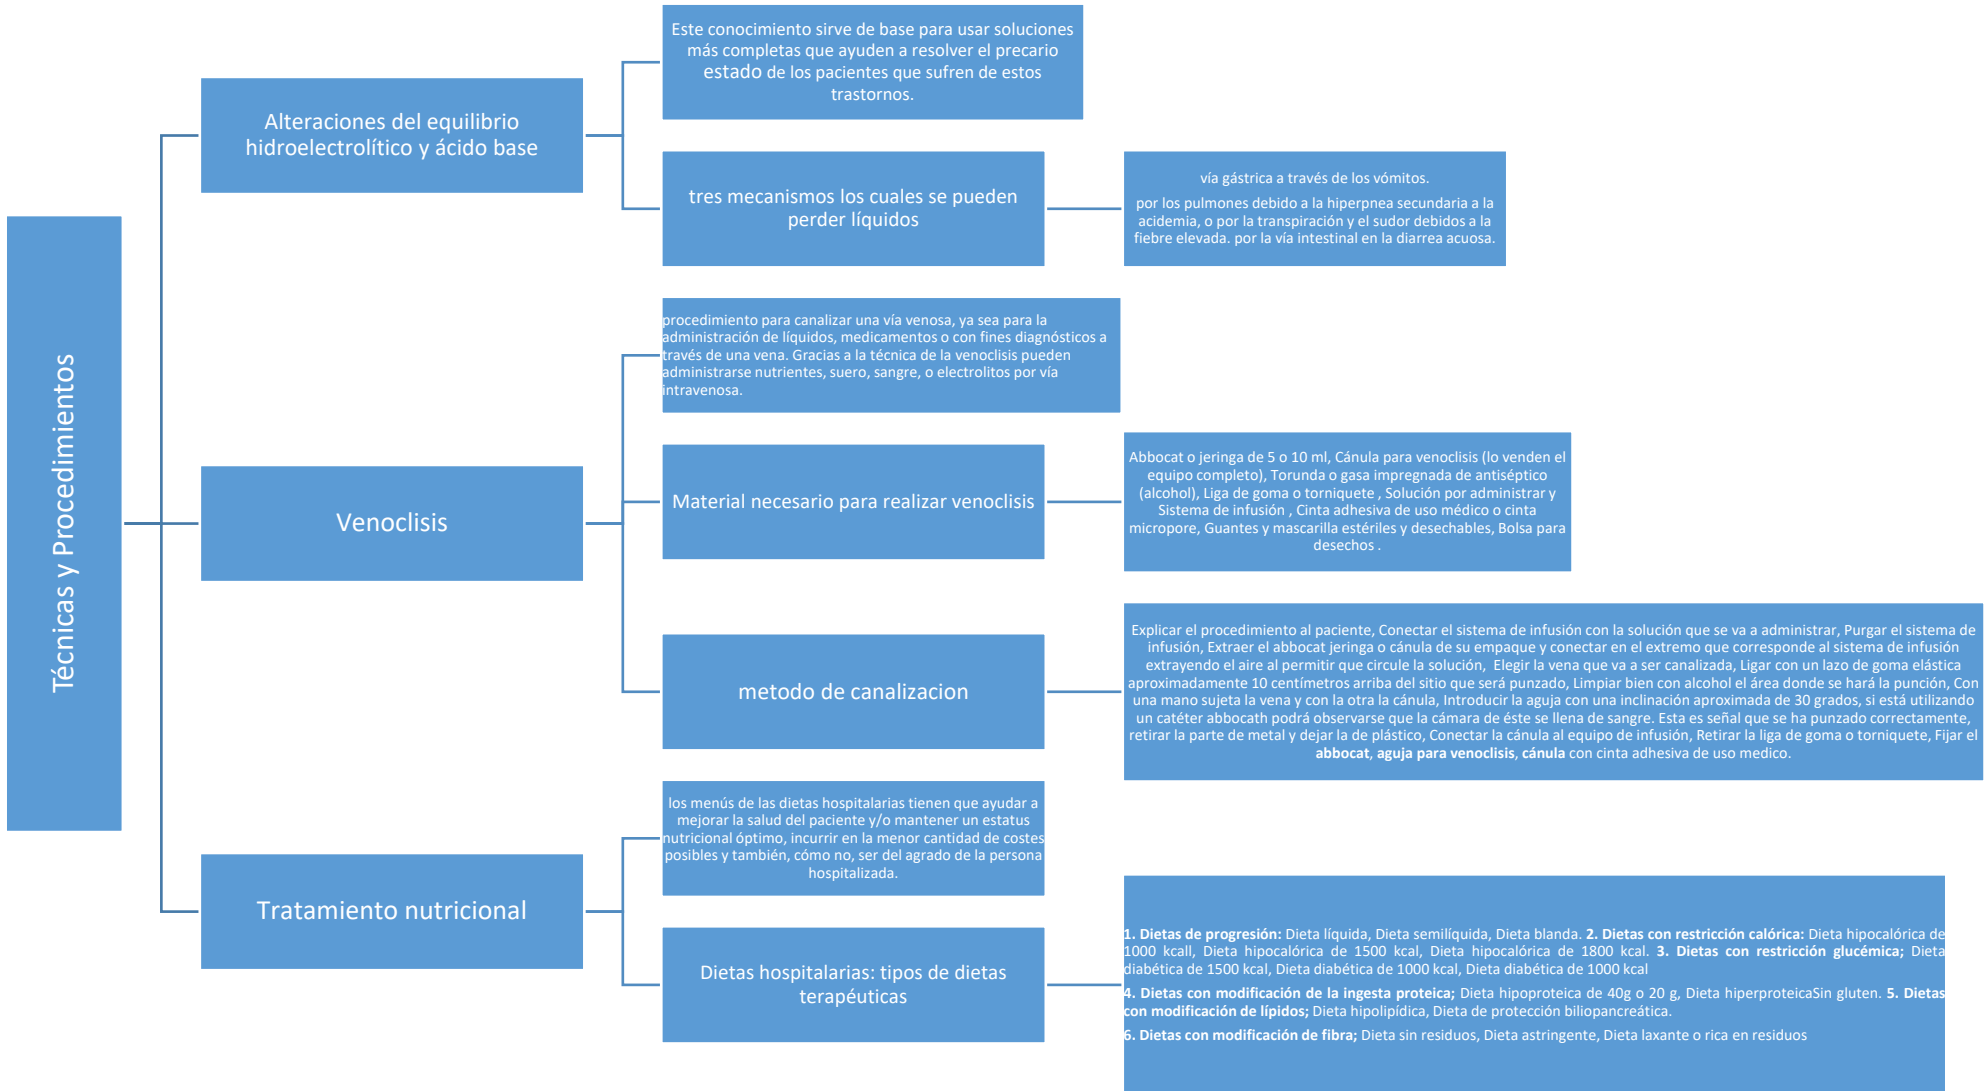 Técnicas y Procedimientos
Alteraciones del equilibrio
hidroelectrolítico y ácido base
Este conocimiento sirve de base para usar soluciones
más completas que ayuden a resolver el precario
estado de los pacientes que sufren de estos
trastornos.
tres mecanismos los cuales se pueden
perder líquidos
vía gástrica a través de los vómitos.
por los pulmones debido a la hiperpnea secundaria a la
acidemia, o por la transpiración y el sudor debidos a la
fiebre elevada. por la vía intestinal en la diarrea acuosa.
Venoclisis
procedimiento para canalizar una vía venosa, ya sea para la
administración de líquidos, medicamentos o con fines diagnósticos a
través de una vena. Gracias a la técnica de la venoclisis pueden
administrarse nutrientes, suero, sangre, o electrolitos por vía
intravenosa.
Material necesario para realizar venoclisis
Abbocat o jeringa de 5 o 10 ml, Cánula para venoclisis (lo venden el
equipo completo), Torunda o gasa impregnada de antiséptico
(alcohol), Liga de goma o torniquete , Solución por administrar y
Sistema de infusión , Cinta adhesiva de uso médico o cinta
micropore, Guantes y mascarilla estériles y desechables, Bolsa para
desechos .
metodo de canalizacion
Explicar el procedimiento al paciente, Conectar el sistema de infusión con la solución que se va a administrar, Purgar el sistema de
infusión, Extraer el abbocat jeringa o cánula de su empaque y conectar en el extremo que corresponde al sistema de infusión
extrayendo el aire al permitir que circule la solución, Elegir la vena que va a ser canalizada, Ligar con un lazo de goma elástica
aproximadamente 10 centímetros arriba del sitio que será punzado, Limpiar bien con alcohol el área donde se hará la punción, Con
una mano sujeta la vena y con la otra la cánula, Introducir la aguja con una inclinación aproximada de 30 grados, si está utilizando
un catéter abbocath podrá observarse que la cámara de éste se llena de sangre. Esta es señal que se ha punzado correctamente,
retirar la parte de metal y dejar la de plástico, Conectar la cánula al equipo de infusión, Retirar la liga de goma o torniquete, Fijar el
abbocat, aguja para venoclisis, cánula con cinta adhesiva de uso medico.
Tratamiento nutricional
los menús de las dietas hospitalarias tienen que ayudar a
mejorar la salud del paciente y/o mantener un estatus
nutricional óptimo, incurrir en la menor cantidad de costes
posibles y también, cómo no, ser del agrado de la persona
hospitalizada.
Dietas hospitalarias: tipos de dietas
terapéuticas
1. Dietas de progresión: Dieta líquida, Dieta semilíquida, Dieta blanda. 2. Dietas con restricción calórica: Dieta hipocalórica de
1000 kcall, Dieta hipocalórica de 1500 kcal, Dieta hipocalórica de 1800 kcal. 3. Dietas con restricción glucémica; Dieta
diabética de 1500 kcal, Dieta diabética de 1000 kcal, Dieta diabética de 1000 kcal
4. Dietas con modificación de la ingesta proteica; Dieta hipoproteica de 40g o 20 g, Dieta hiperproteicaSin gluten. 5. Dietas
con modificación de lípidos; Dieta hipolipídica, Dieta de protección biliopancreática.
6. Dietas con modificación de fibra; Dieta sin residuos, Dieta astringente, Dieta laxante o rica en residuos